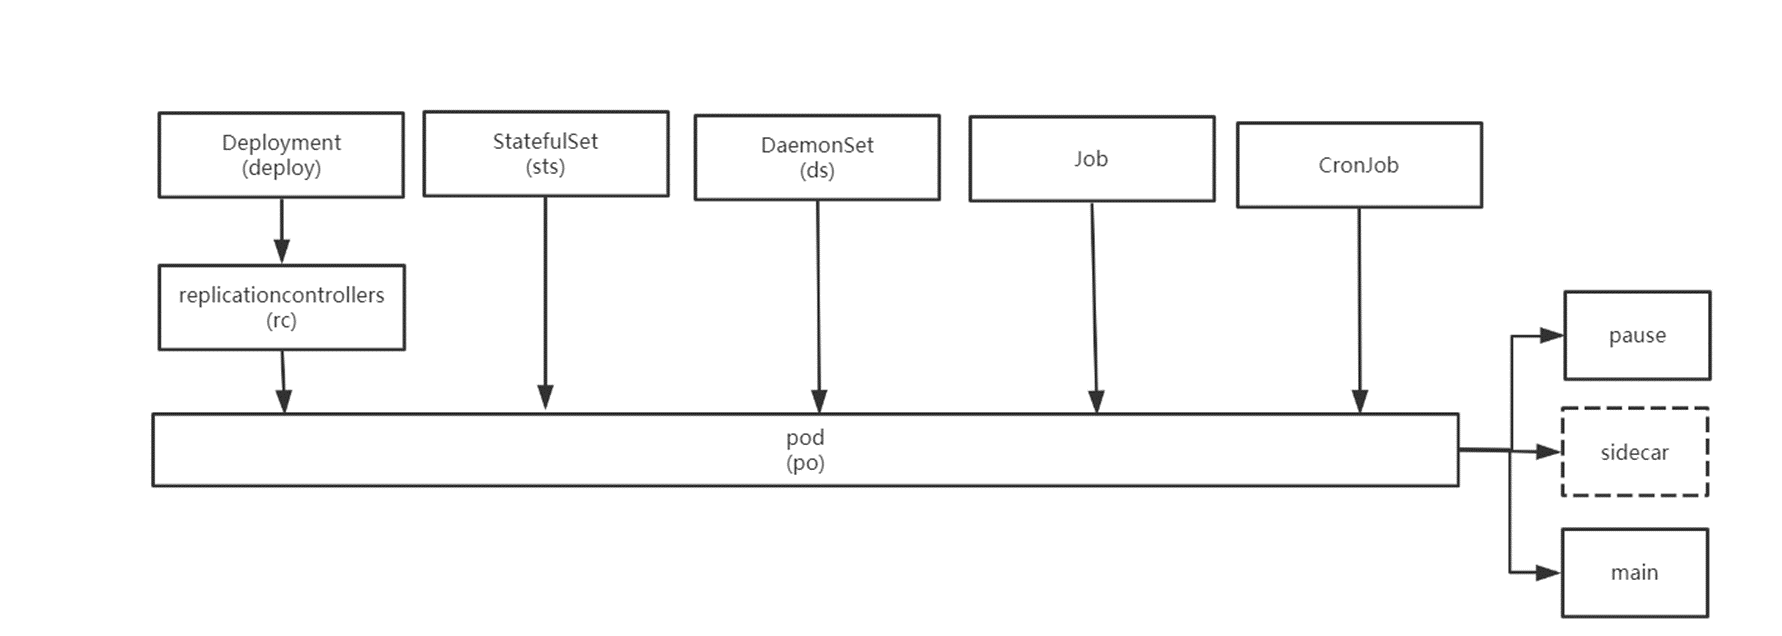 Deployment
(deploy)
StatefulSet
(sts)
DaemonSet
(ds)
Job
CronJob
replicationcontrollers
(rc)
pause
pod
(po)
sidecar
main